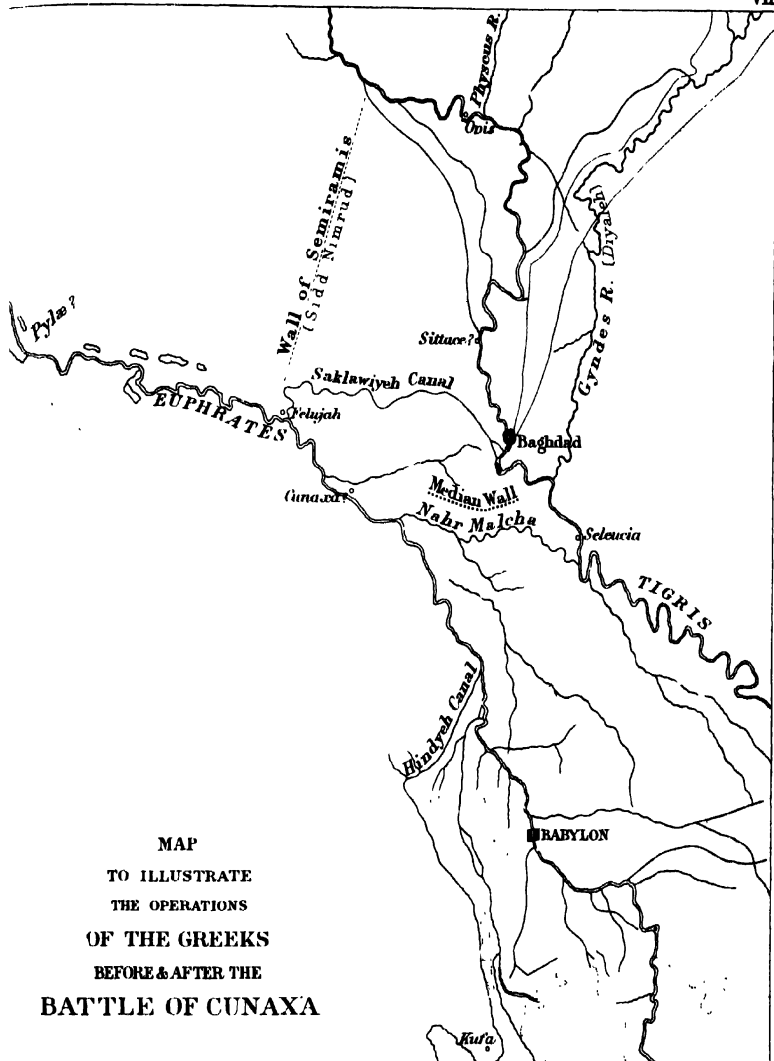 VII
Physcus R.
Opis
Wall of Semiramis
(Sidd Nimrud)
Gyndes R. (Diyaleh)
Pylæ?
Sittace?
Saklawiyeh Canal
EUPHRATES
Felujah
Baghdad
Cunaxa?
Median Wall
Nahr Malcha
Seleucia
TIGRIS
Hindyeh Canal
BABYLON
MAP
TO ILLUSTRATE
THE OPERATIONS
OF THE GREEKS
BEFORE & AFTER THE
BATTLE OF CUNAXA
Kufa